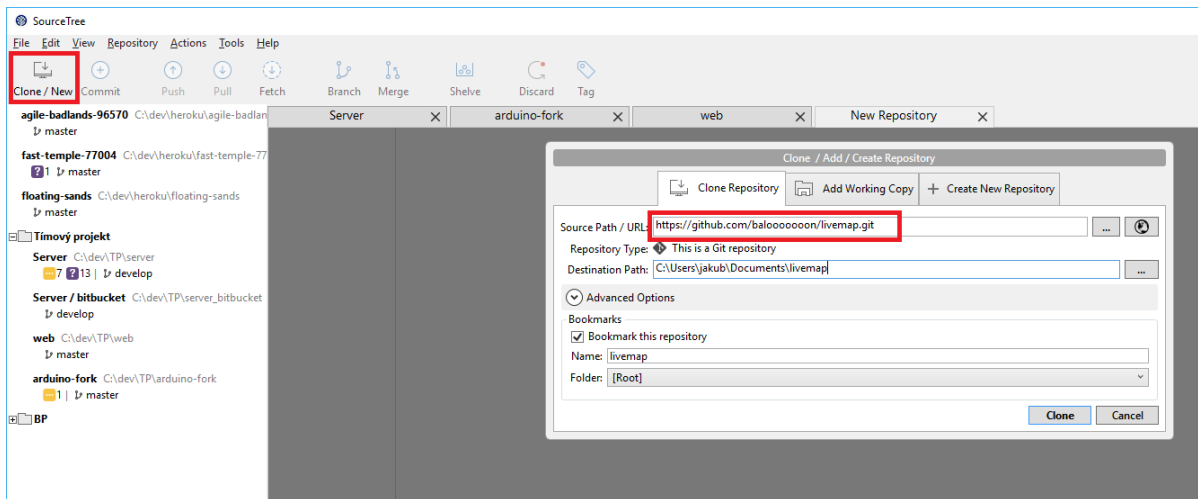 SourceTree
File Edit View Repository Actions Tools Help
Clone / New Commit Push Pull Fetch Branch Merge Shelve Discard Tag
agile-badlands-96570 C:\dev\heroku\agile-badlan
master
fast-temple-77004 C:\dev\heroku\fast-temple-77
?1 master
floating-sands C:\dev\heroku\floating-sands
master
Tímový projekt
Server C:\dev\TP\server
7 ?13 | develop
Server / bitbucket C:\dev\TP\server_bitbucket
develop
web C:\dev\TP\web
master
arduino-fork C:\dev\TP\arduino-fork
1 | master
BP
Server arduino-fork web New Repository
Clone / Add / Create Repository
Clone Repository Add Working Copy Create New Repository
Source Path / URL: https://github.com/balooooooon/livemap.git ...
Repository Type: This is a Git repository
Destination Path: C:\Users\jakub\Documents\livemap ...
Advanced Options
Bookmarks
Bookmark this repository
Name: livemap
Folder: [Root]
Clone Cancel